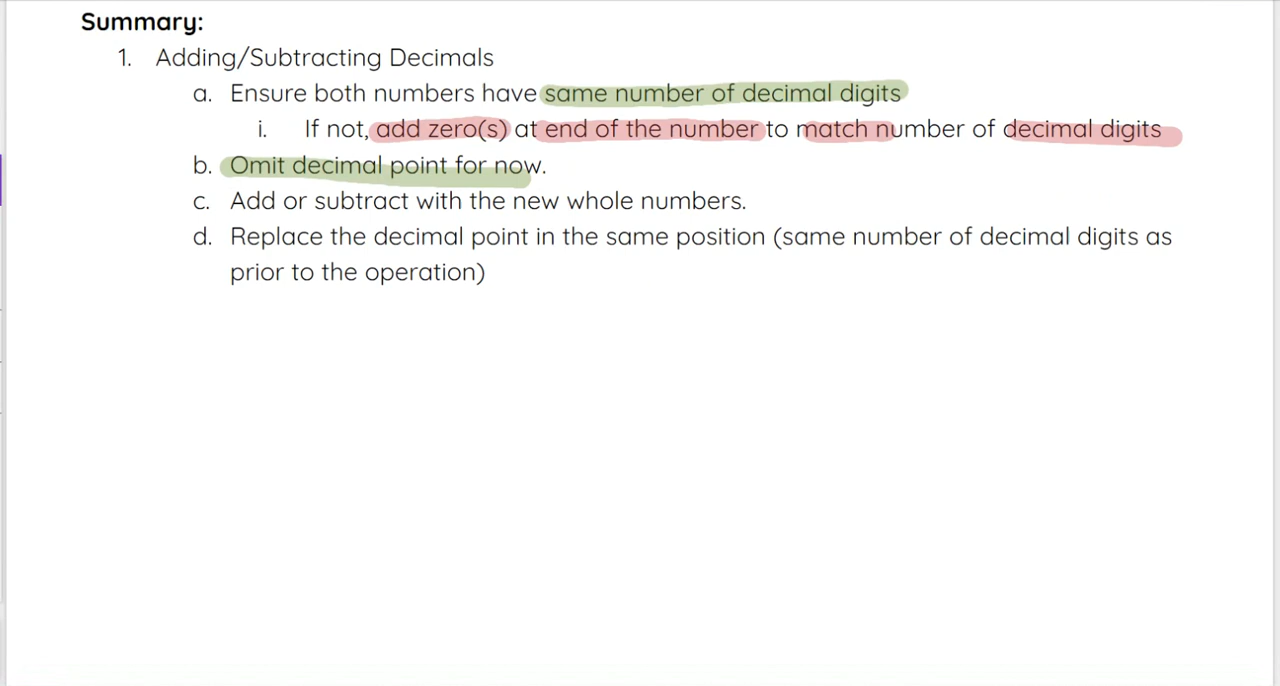 Summary:
1. Adding/Subtracting Decimals
a. Ensure both numbers have same number of decimal digits
i. If not, add zero(s) at end of the number to match number of decimal digits
b. Omit decimal point for now.
c. Add or subtract with the new whole numbers.
d. Replace the decimal point in the same position (same number of decimal digits as
prior to the operation)